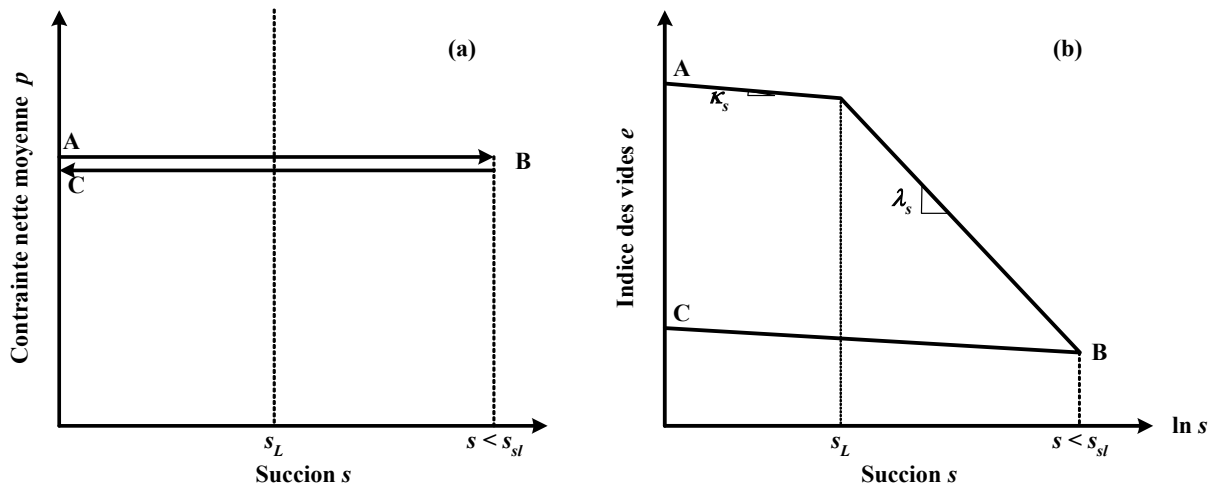 (a)
Contrainte nette moyenne p
A
B
C
s_L
s < s_sl
Succion s
(b)
Indice des vides e
A
κ_s
λ_s
C
B
s_L
s < s_sl
ln s
Succion s